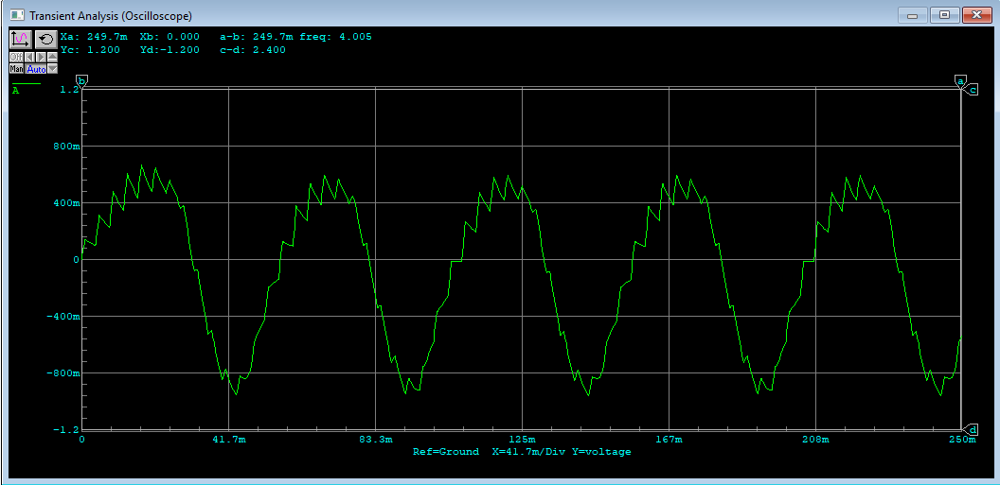 Transient Analysis (Oscilloscope)
Xa: 249.7m Xb: 0.000 a-b: 249.7m freq: 4.005
Yc: 1.200 Yd:-1.200 c-d: 2.400
Off
Man Auto
b a
A 1.2 c
800m
400m
0
-400m
-800m
-1.2 d
0 41.7m 83.3m 125m 167m 208m 250m
Ref=Ground X=41.7m/Div Y=voltage